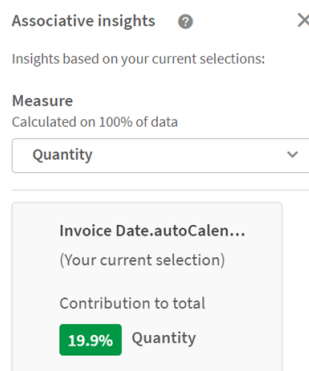 Associative insights ?
Insights based on your current selections:
Measure
Calculated on 100% of data
Quantity
Invoice Date.autoCalen...
(Your current selection)
Contribution to total
19.9% Quantity